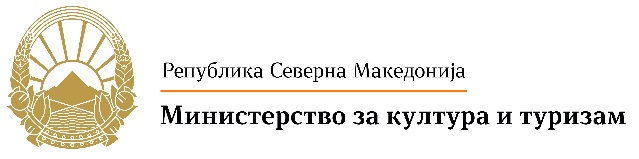 Република Северна Македонија
Министерство за култура и туризам